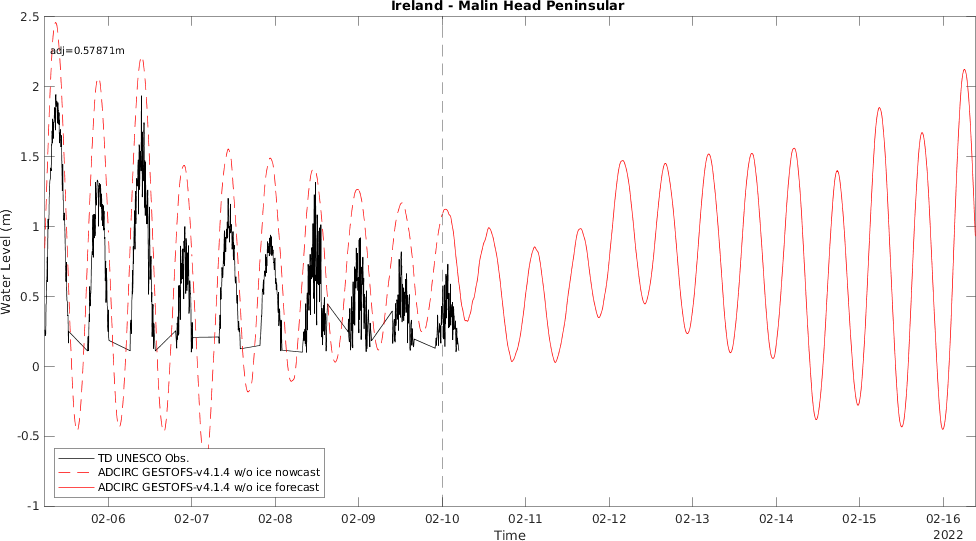 Ireland - Malin Head Peninsular
adj=0.57871m
2.5
2
1.5
1
0.5
0
-0.5
-1
Water Level (m)
TD UNESCO Obs.
ADCIRC GESTOFS-v4.1.4 w/o ice nowcast
ADCIRC GESTOFS-v4.1.4 w/o ice forecast
02-06 02-07 02-08 02-09 02-10 02-11 02-12 02-13 02-14 02-15 02-16
Time
2022